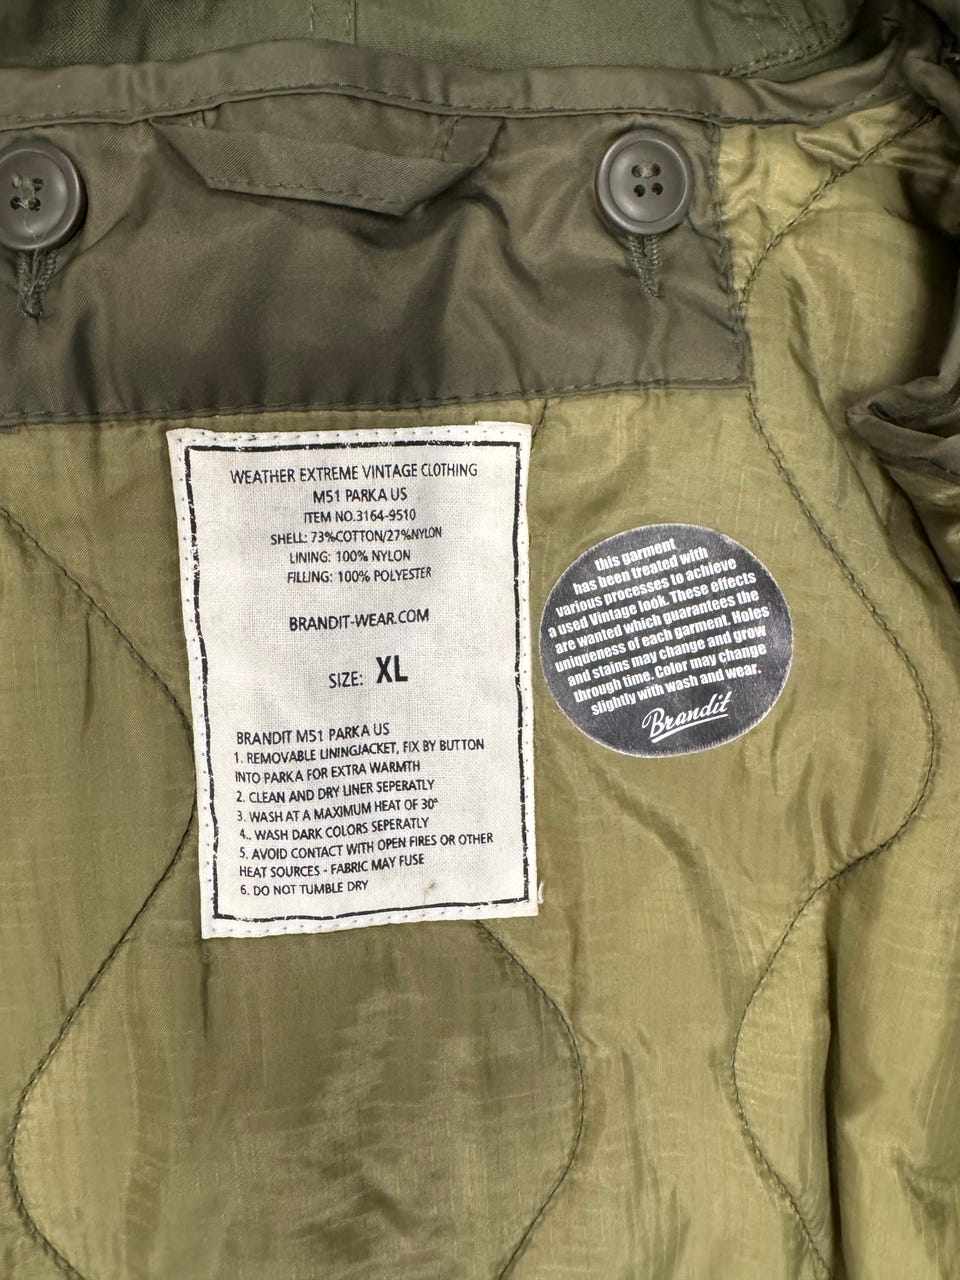 WEATHER EXTREME VINTAGE CLOTHING
M51 PARKA US
ITEM NO.3164-9510
SHELL: 73%COTTON/27%NYLON
LINING: 100% NYLON
FILLING: 100% POLYESTER
BRANDIT-WEAR.COM
SIZE: XL
BRANDIT M51 PARKA US
1. REMOVABLE LININGJACKET, FIX BY BUTTON
INTO PARKA FOR EXTRA WARMTH
2. CLEAN AND DRY LINER SEPERATLY
3. WASH AT A MAXIMUM HEAT OF 30°
4.. WASH DARK COLORS SEPERATLY
5. AVOID CONTACT WITH OPEN FIRES OR OTHER
HEAT SOURCES - FABRIC MAY FUSE
6. DO NOT TUMBLE DRY
this garment
has been treated with
various processes to achieve
a used Vintage look. These effects
are wanted which guarantees the
uniqueness of each garment. Holes
and stains may change and grow
through time. Color may change
slightly with wash and wear.
Brandit